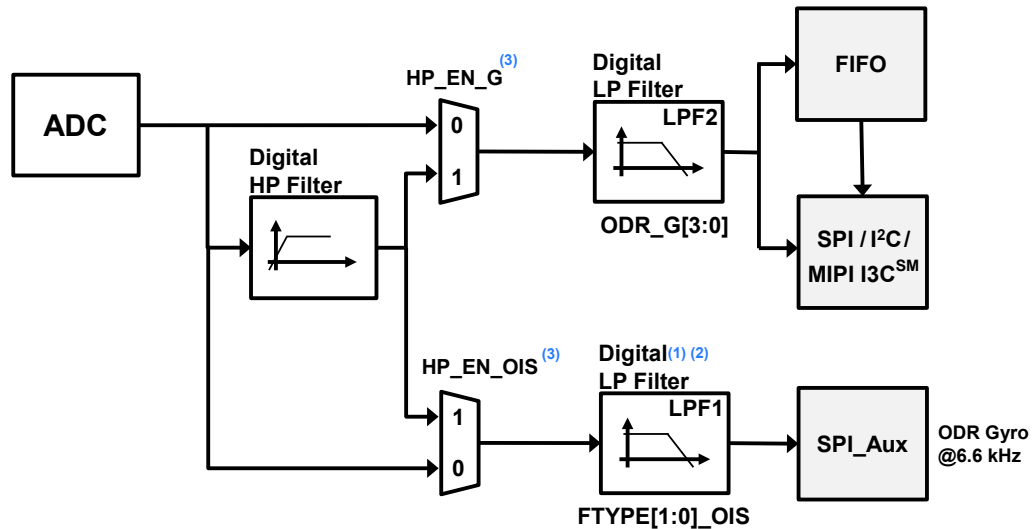 ADC
HP_EN_G(3)
0
1
Digital
HP Filter
Digital
LP Filter
LPF2
ODR_G[3:0]
FIFO
SPI / I²C/
MIPI I3C^SM
HP_EN_OIS(3)
1
0
Digital(1) (2)
LP Filter
LPF1
FTYPE[1:0]_OIS
SPI_Aux
ODR Gyro
@6.6 kHz